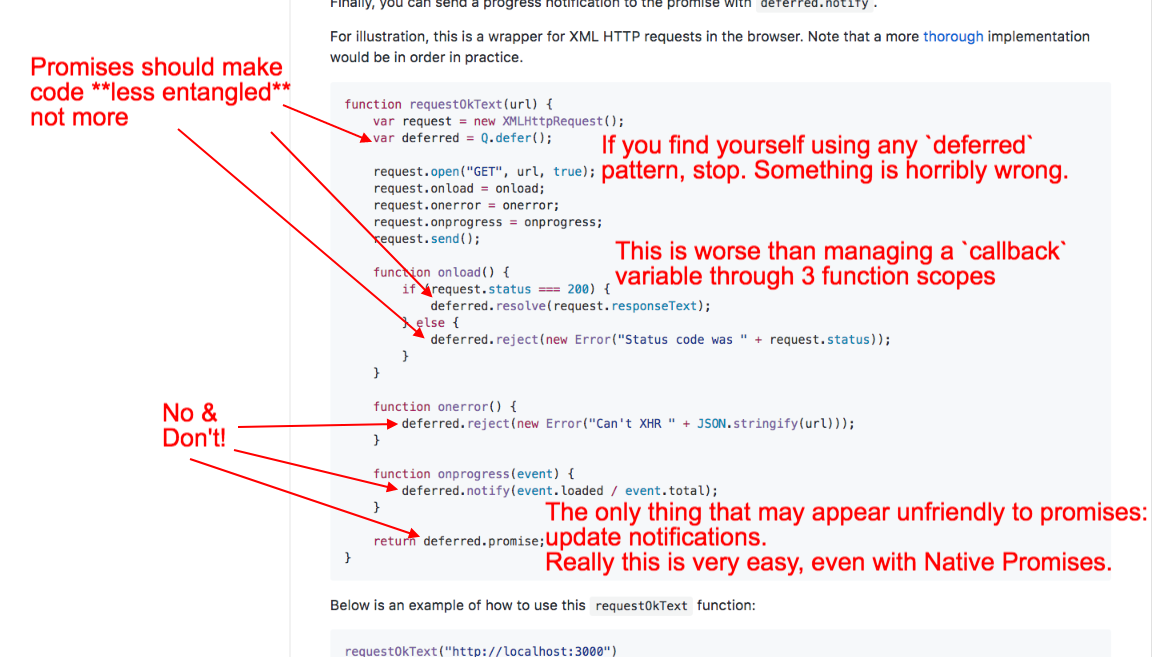 Finally, you can send a progress notification to the promise with deferred.notify .
For illustration, this is a wrapper for XML HTTP requests in the browser. Note that a more thorough implementation
would be in order in practice.
Promises should make
code **less entangled**
not more
function requestOkText(url) {
var request = new XMLHttpRequest();
var deferred = Q.defer();
If you find yourself using any `deferred`
pattern, stop. Something is horribly wrong.
request.open("GET", url, true);
request.onload = onload;
request.onerror = onerror;
request.onprogress = onprogress;
request.send();
This is worse than managing a `callback`
variable through 3 function scopes
function onload() {
if (request.status === 200) {
deferred.resolve(request.responseText);
} else {
deferred.reject(new Error("Status code was " + request.status));
}
}
No &
Don't!
function onerror() {
deferred.reject(new Error("Can't XHR " + JSON.stringify(url)));
}
function onprogress(event) {
deferred.notify(event.loaded / event.total);
}
The only thing that may appear unfriendly to promises:
update notifications.
Really this is very easy, even with Native Promises.
return deferred.promise;
}
Below is an example of how to use this requestOkText function:
requestOkText("http://localhost:3000")